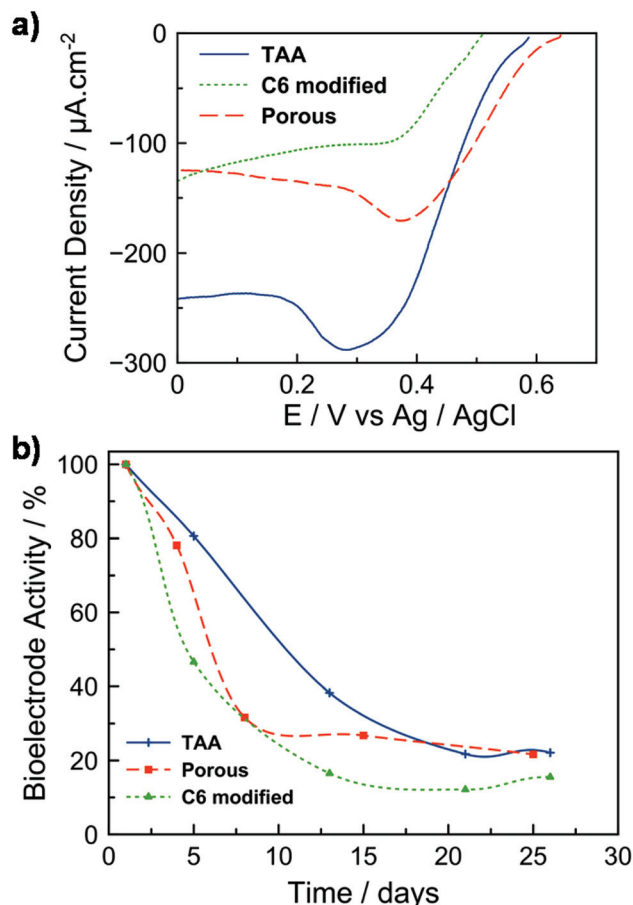 a)
0
−100
−200
−300
Current Density / µA.cm-2
TAA
C6 modified
Porous
0
0.2
0.4
0.6
E / V vs Ag / AgCl
b)
100
80
60
40
20
0
Bioelectrode Activity / %
TAA
Porous
C6 modified
0
5
10
15
20
25
30
Time / days